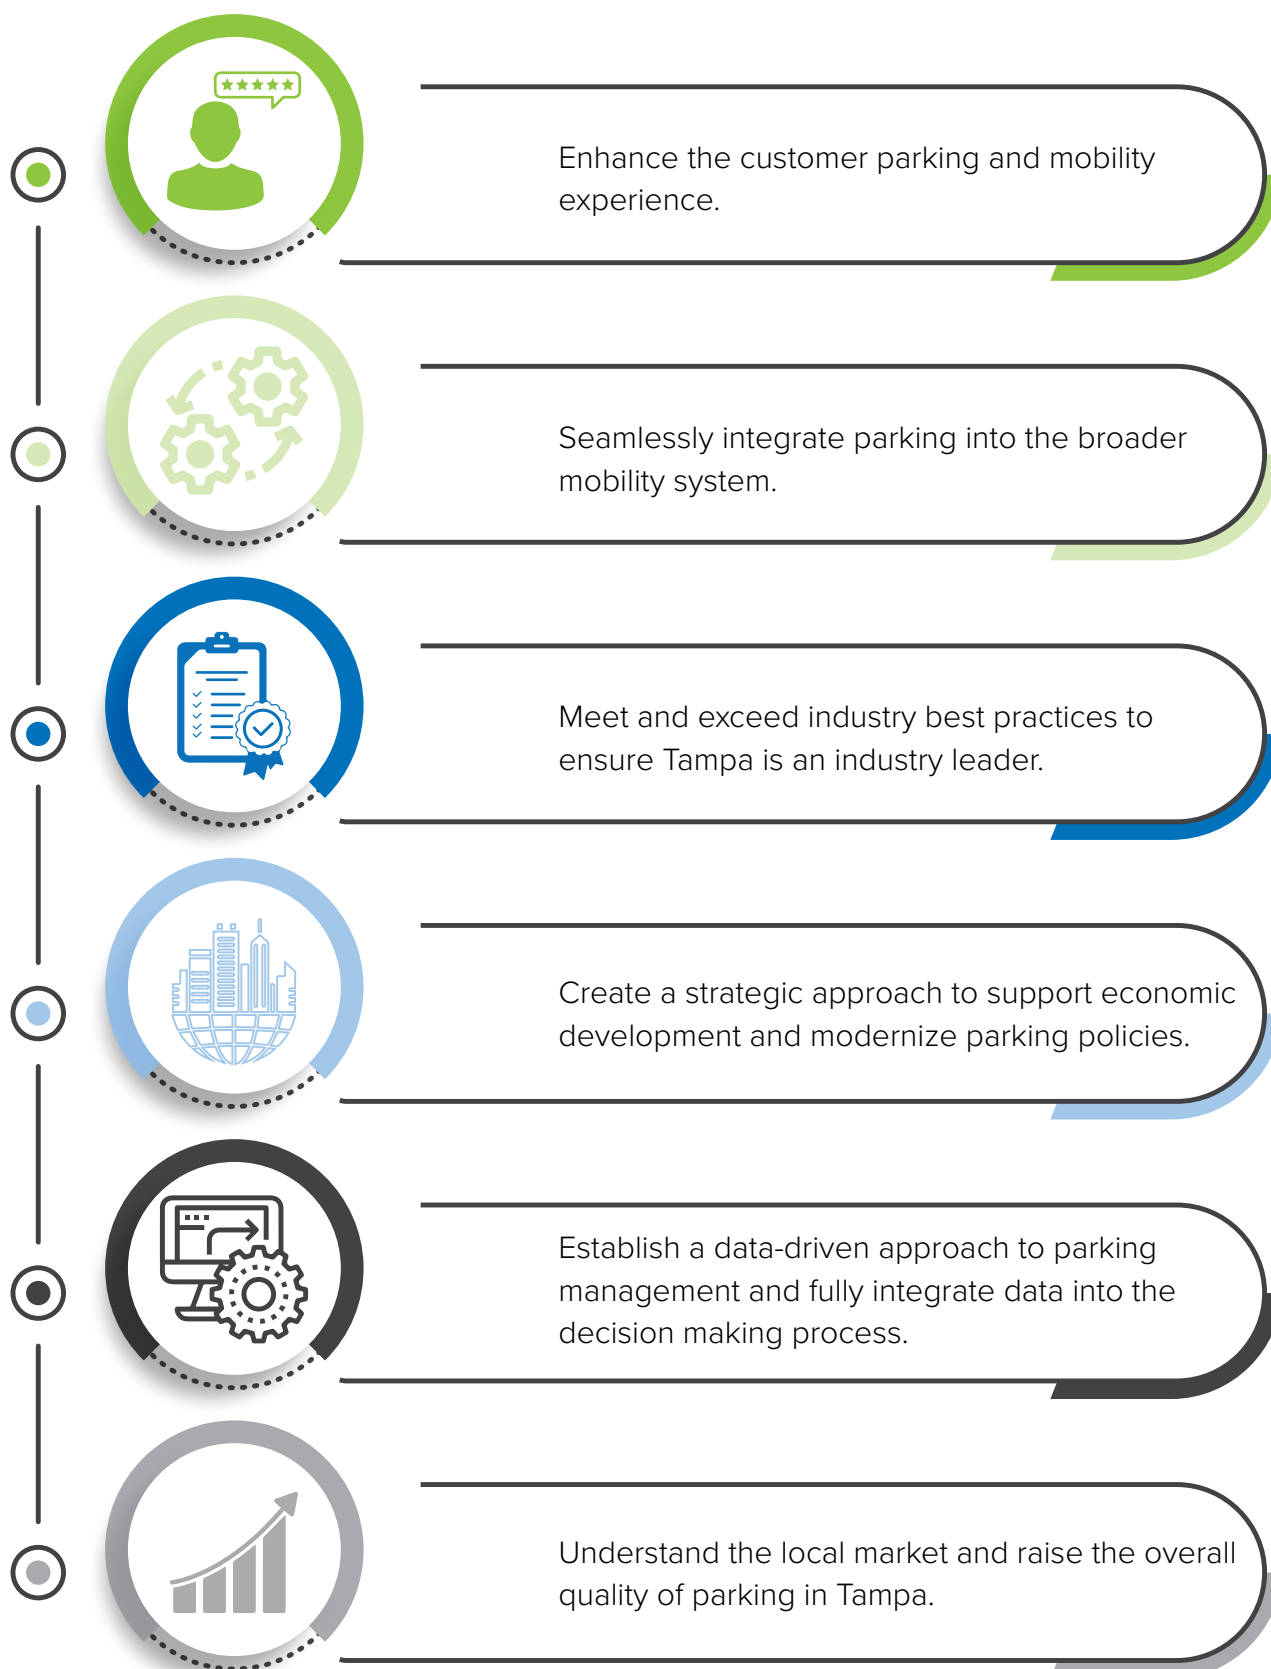 Enhance the customer parking and mobility
experience.
Seamlessly integrate parking into the broader
mobility system.
Meet and exceed industry best practices to
ensure Tampa is an industry leader.
Create a strategic approach to support economic
development and modernize parking policies.
Establish a data-driven approach to parking
management and fully integrate data into the
decision making process.
Understand the local market and raise the overall
quality of parking in Tampa.